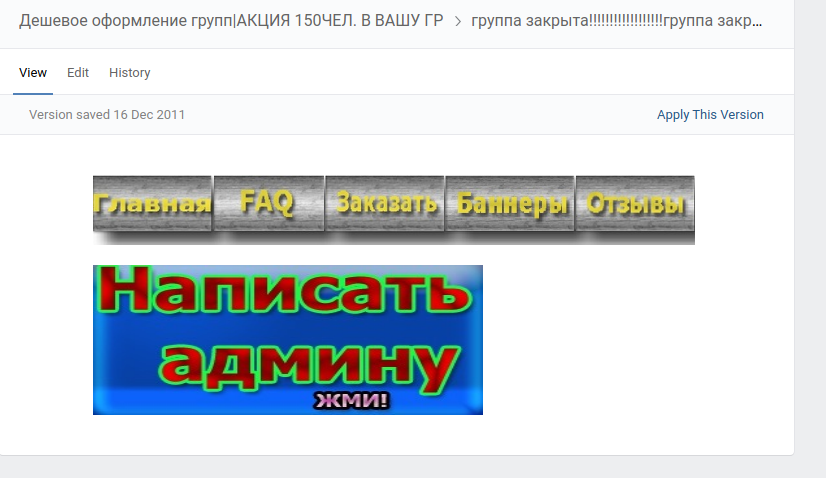 Дешевое оформление групп|АКЦИЯ 150ЧЕЛ. В ВАШУ ГР > группа закрыта!!!!!!!!!!!!!!!!!!группа закр...
View Edit History
Version saved 16 Dec 2011 Apply This Version
Главная FAQ Заказать Баннеры Отзывы
Написать
админу
ЖМИ!